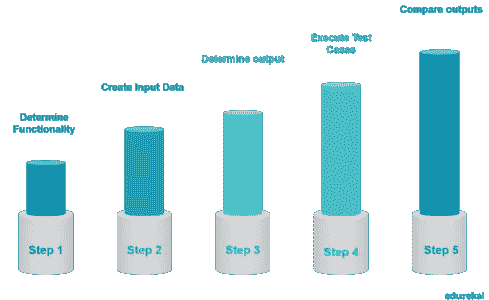 Determine
Functionality
Create Input Data
Determine output
Execute Test
Cases
Compare outputs
Step 1
Step 2
Step 3
Step 4
Step 5
edureka!